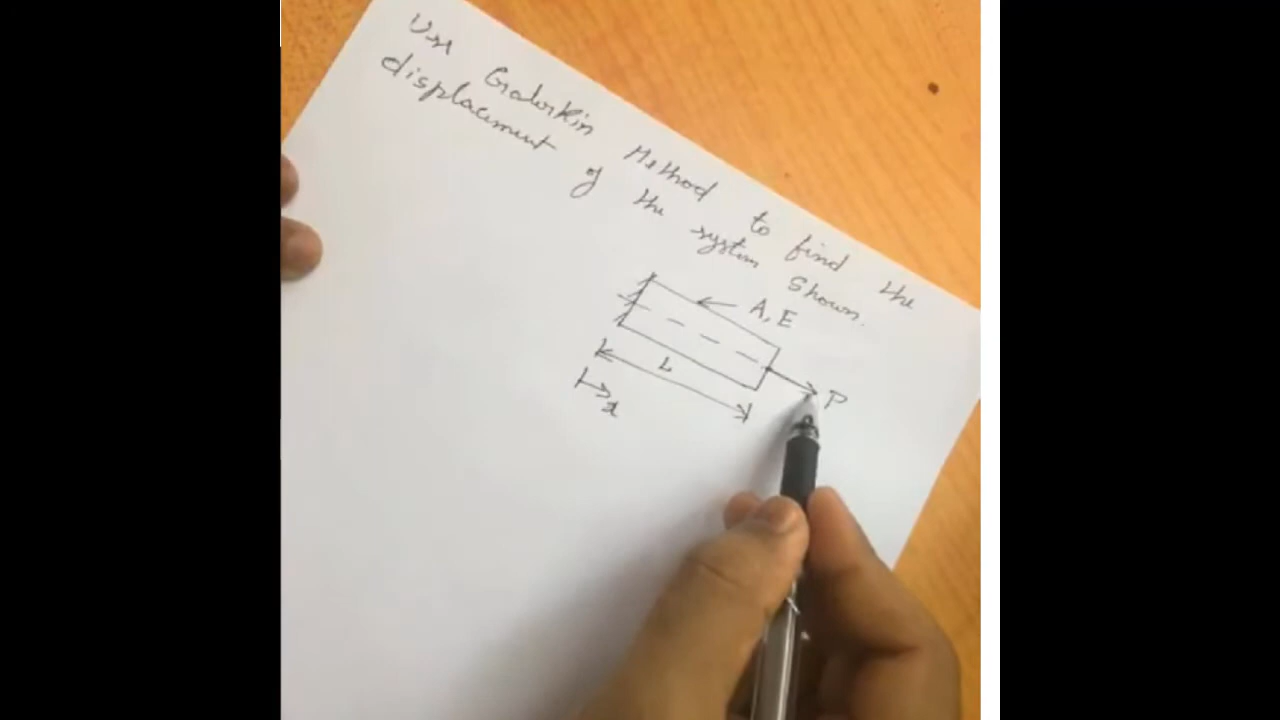 Use Galerkin Method to find the
displacement of the system shown.
A, E
L
P
x